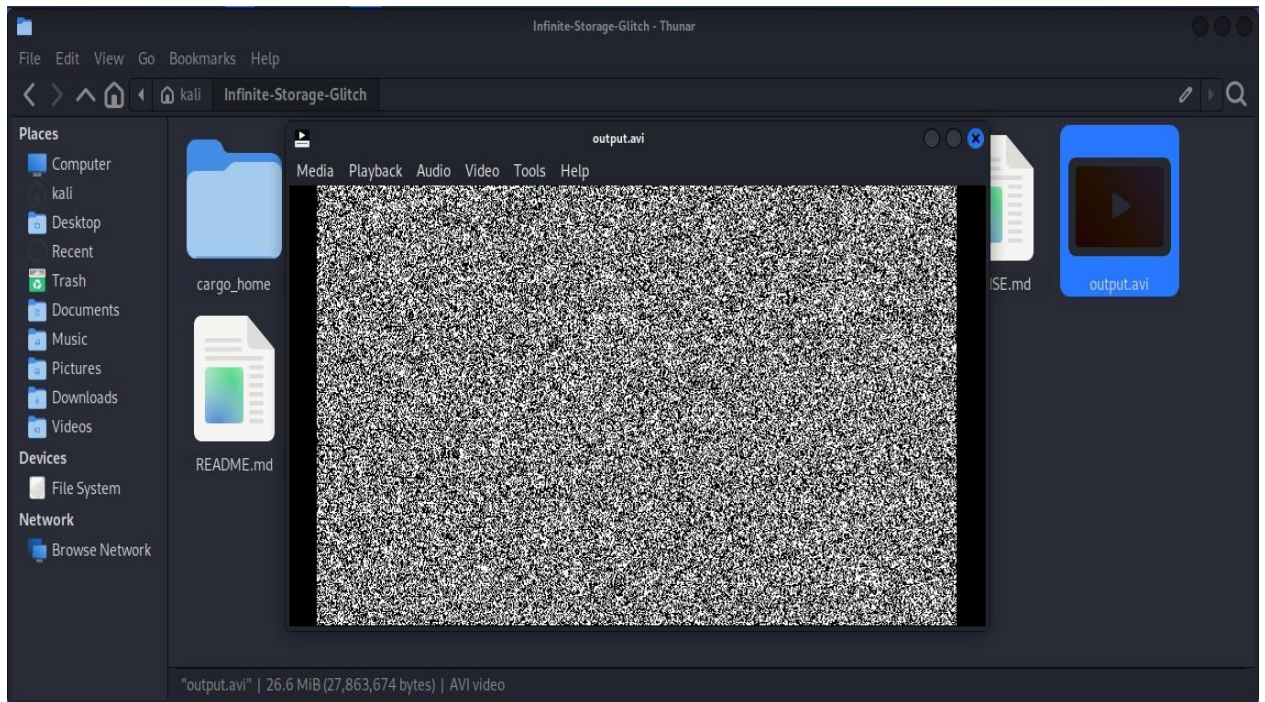 Infinite-Storage-Glitch - Thunar
File Edit View Go Bookmarks Help
kali Infinite-Storage-Glitch
Places
Computer
kali
Desktop
Recent
Trash
Documents
Music
Pictures
Downloads
Videos
Devices
File System
Network
Browse Network
output.avi
Media Playback Audio Video Tools Help
cargo_home
SE.md
output.avi
README.md
"output.avi" | 26.6 MiB (27,863,674 bytes) | AVI video